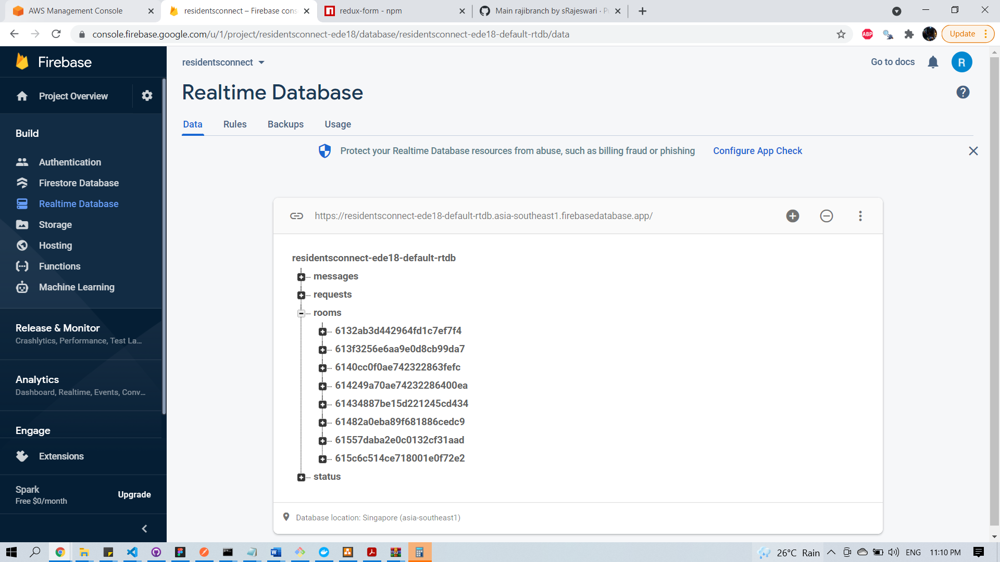 AWS Management Console
residentsconnect – Firebase cons
redux-form - npm
Main rajibranch by sRajeswari · P
console.firebase.google.com/u/1/project/residentsconnect-ede18/database/residentsconnect-ede18-default-rtdb/data
ABP
Update
Firebase
residentsconnect
Go to docs
R
Project Overview
Realtime Database
?
Data
Rules
Backups
Usage
Build
Protect your Realtime Database resources from abuse, such as billing fraud or phishing
Configure App Check
Authentication
Firestore Database
Realtime Database
Storage
Hosting
Functions
Machine Learning
https://residentsconnect-ede18-default-rtdb.asia-southeast1.firebasedatabase.app/
residentsconnect-ede18-default-rtdb
messages
requests
rooms
6132ab3d442964fd1c7ef7f4
613f3256e6aa9e0d8cb99da7
6140cc0f0ae742322863fefc
614249a70ae74232286400ea
61434887be15d221245cd434
61482a0eba89f681886cedc9
61557daba2e0c0132cf31aad
615c6c514ce718001e0f72e2
status
Release & Monitor
Crashlytics, Performance, Test La...
Analytics
Dashboard, Realtime, Events, Conv...
Engage
Extensions
Spark
Free $0/month
Upgrade
Database location: Singapore (asia-southeast1)
26°C Rain
ENG
11:10 PM